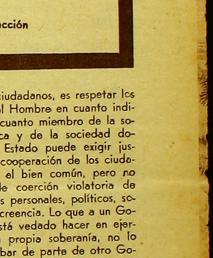 cción
ciudadanos, es respetar los
l Hombre en cuanto indi-
cuanto miembro de la so-
ca y de la sociedad do-
Estado puede exigir jus-
cooperación de los ciuda-
el bien común, pero no
de coerción violatoria de
s personales, políticos, so-
creencia. Lo que a un Go-
stá vedado hacer en ejer-
propia soberanía, no lo
bar de parte de otro Go-